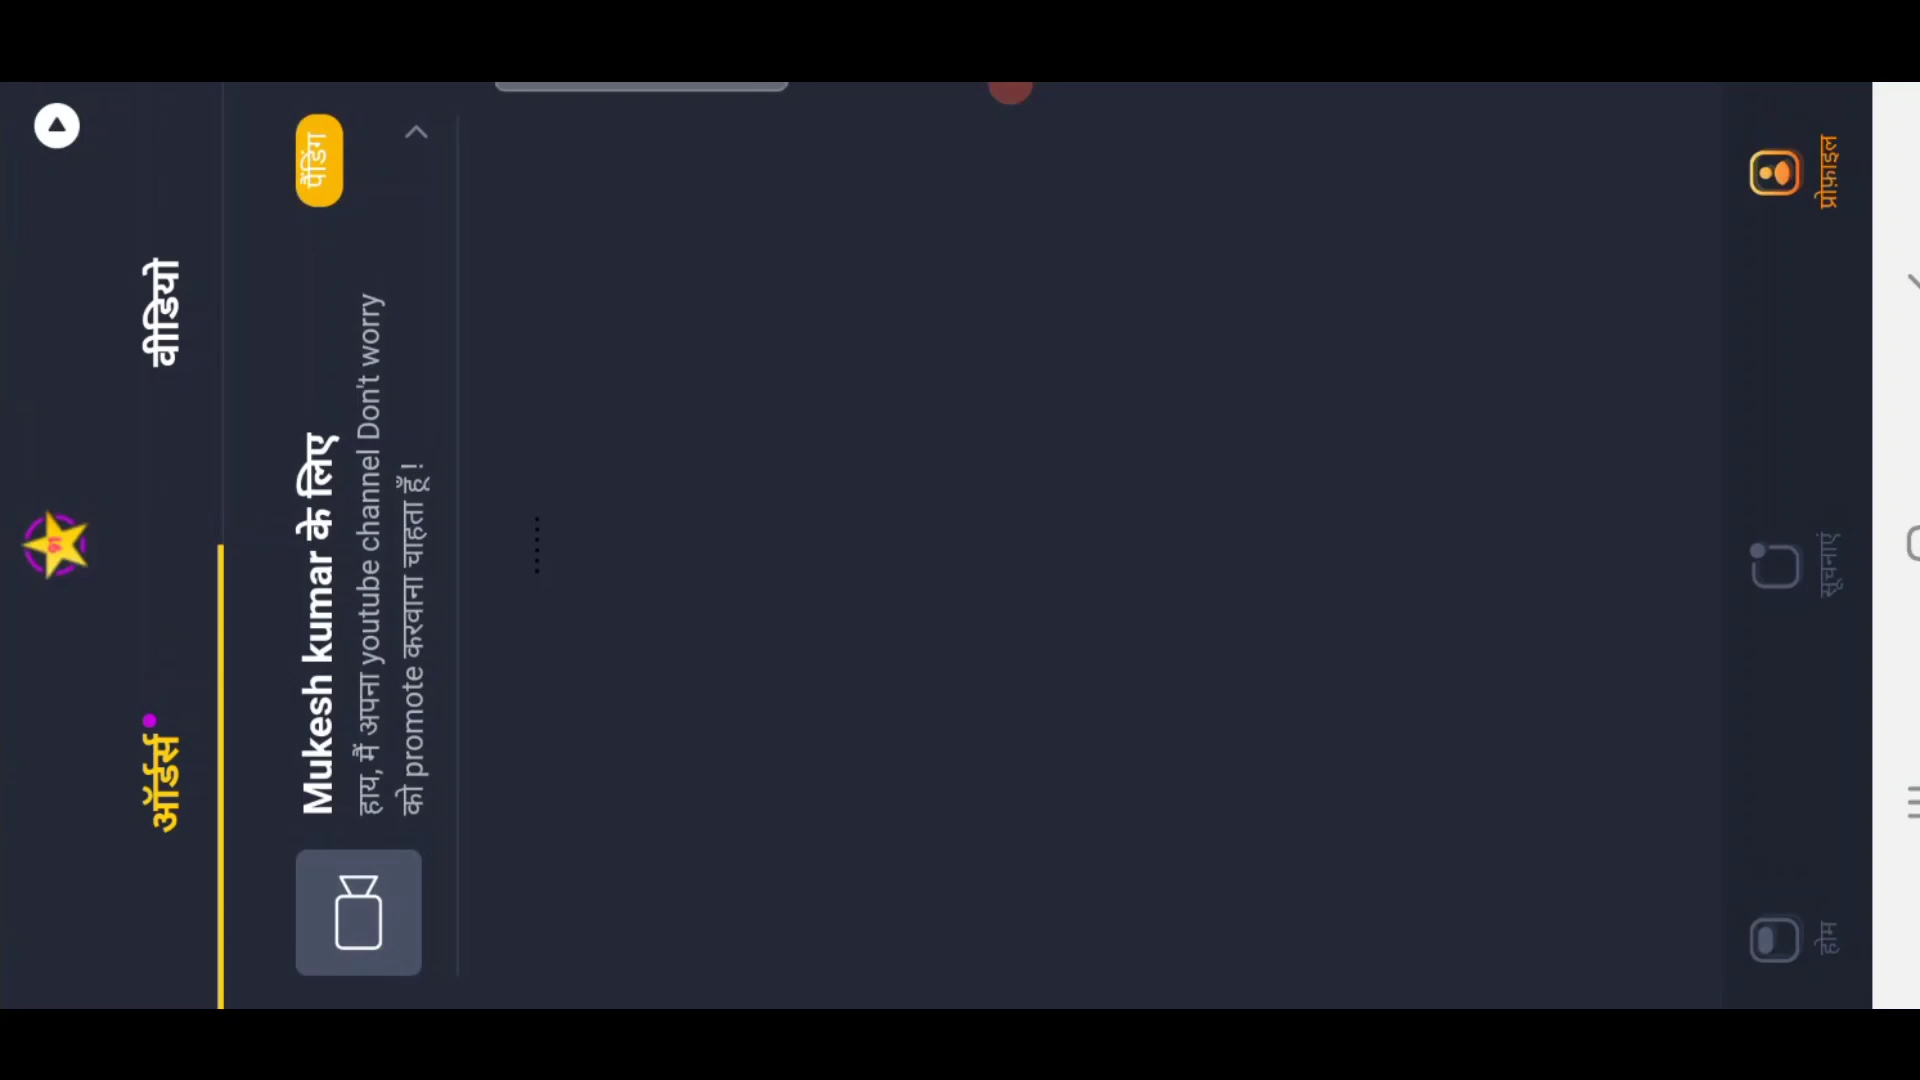 ऑर्डर्स
वीडियो
Mukesh kumar के लिए
पैंडिंग
हाय, मैं अपना youtube channel Don't worry
को promote करवाना चाहता हूँ !
होम
सूचनाएं
प्रोफ़ाइल